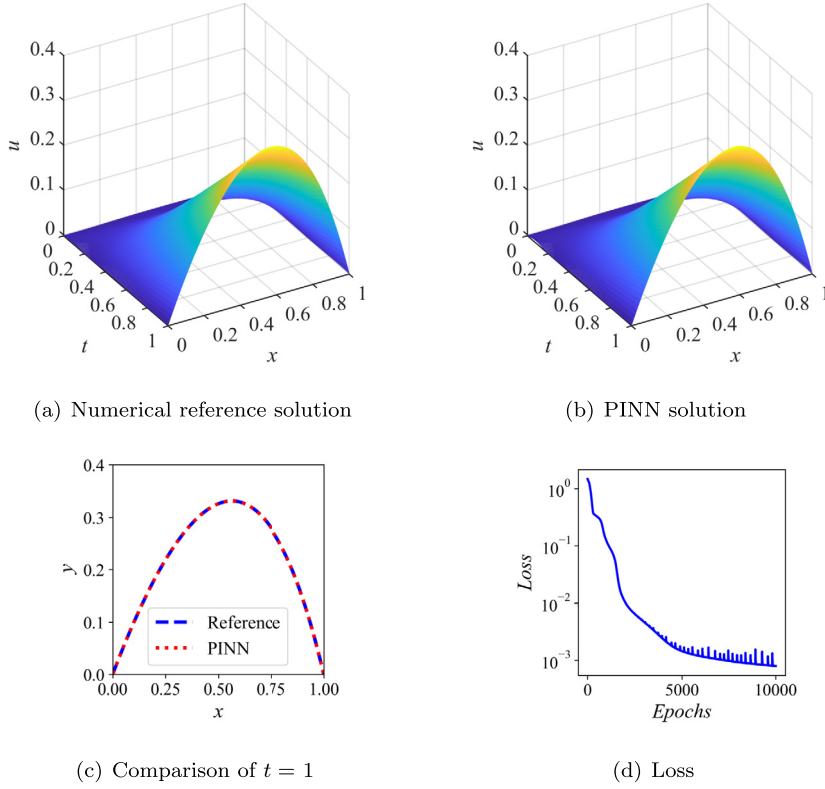 0.4
0.3
0.2
0.1
0
u
0
0.2
0.4
0.6
0.8
1
t
0
0.2
0.4
0.6
0.8
1
x
0.4
0.3
0.2
0.1
0
u
0
0.2
0.4
0.6
0.8
1
t
0
0.2
0.4
0.6
0.8
1
x
(a) Numerical reference solution
(b) PINN solution
0.4
0.3
0.2
0.1
0.0
y
Reference
PINN
0.00 0.25 0.50 0.75 1.00
x
10⁰
10⁻¹
10⁻²
10⁻³
Loss
0 5000 10000
Epochs
(c) Comparison of t = 1
(d) Loss